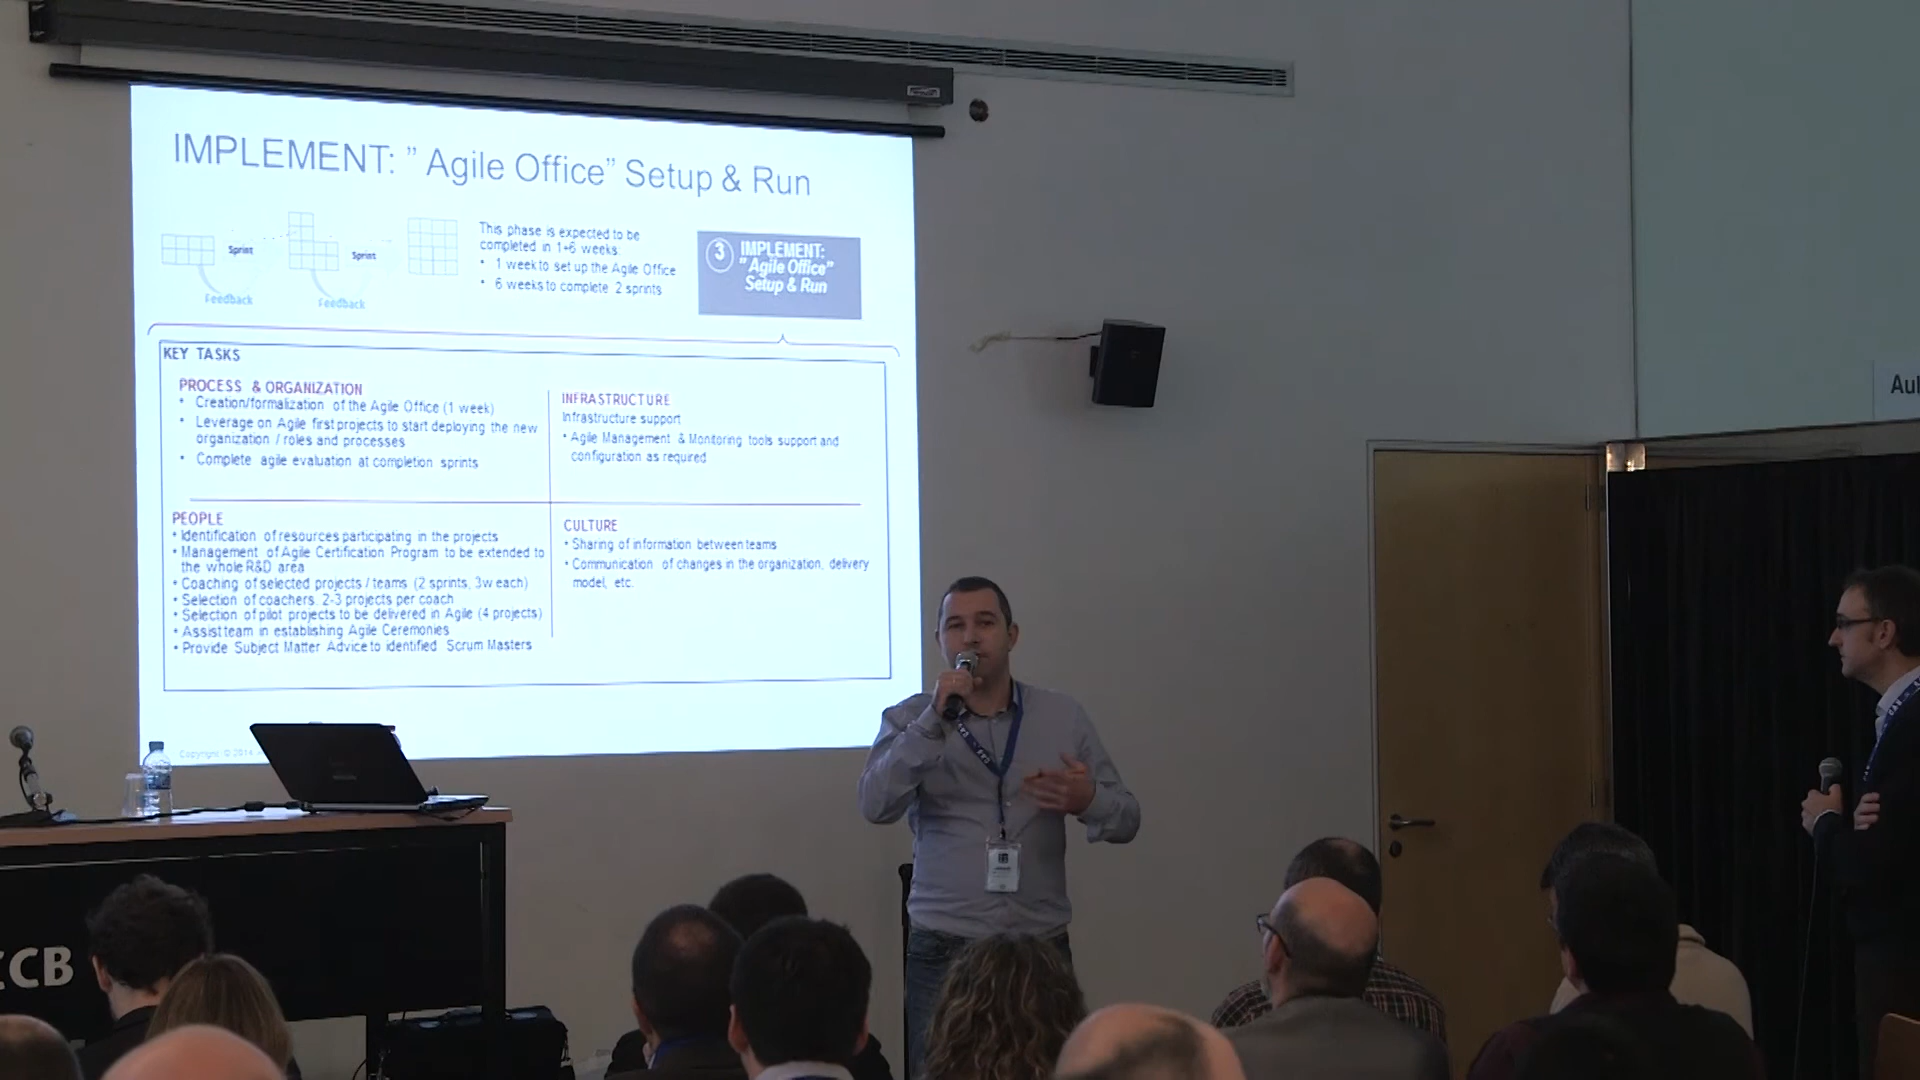 IMPLEMENT: ” Agile Office” Setup & Run
Sprint
Sprint
Feedback
Feedback
This phase is expected to be
completed in 1+6 weeks:
• 1 week to set up the Agile Office
• 6 weeks to complete 2 sprints
3
IMPLEMENT:
”Agile Office”
Setup & Run
KEY TASKS
PROCESS & ORGANIZATION
• Creation/formalization of the Agile Office (1 week)
• Leverage on Agile first projects to start deploying the new
organization / roles and processes
• Complete agile evaluation at completion sprints
INFRASTRUCTURE
Infrastructure support
• Agile Management & Monitoring tools support and
configuration as required
PEOPLE
• Identification of resources participating in the projects
• Management of Agile Certification Program to be extended to
the whole R&D area
• Coaching of selected projects / teams (2 sprints, 3w each)
• Selection of coachers. 2-3 projects per coach
• Selection of pilot projects to be delivered in Agile (4 projects)
• Assist team in establishing Agile Ceremonies
• Provide Subject Matter Advice to identified Scrum Masters
CULTURE
• Sharing of information between teams
• Communication of changes in the organization, delivery
model, etc.
Copyright © 2014
CCB
Aul